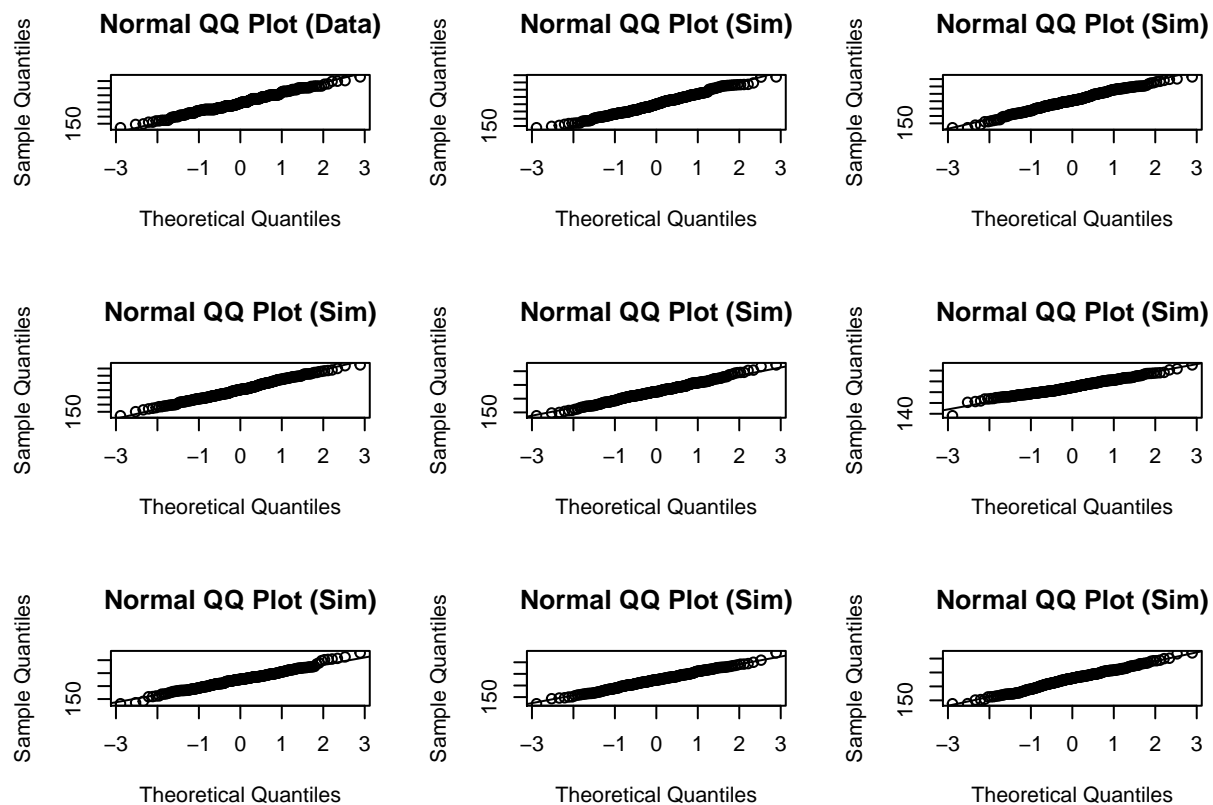 Normal QQ Plot (Data)
Sample Quantiles
150
−3 −1 0 1 2 3
Theoretical Quantiles
Normal QQ Plot (Sim)
Sample Quantiles
150
−3 −1 0 1 2 3
Theoretical Quantiles
Normal QQ Plot (Sim)
Sample Quantiles
150
−3 −1 0 1 2 3
Theoretical Quantiles
Normal QQ Plot (Sim)
Sample Quantiles
150
−3 −1 0 1 2 3
Theoretical Quantiles
Normal QQ Plot (Sim)
Sample Quantiles
150
−3 −1 0 1 2 3
Theoretical Quantiles
Normal QQ Plot (Sim)
Sample Quantiles
140
−3 −1 0 1 2 3
Theoretical Quantiles
Normal QQ Plot (Sim)
Sample Quantiles
150
−3 −1 0 1 2 3
Theoretical Quantiles
Normal QQ Plot (Sim)
Sample Quantiles
150
−3 −1 0 1 2 3
Theoretical Quantiles
Normal QQ Plot (Sim)
Sample Quantiles
150
−3 −1 0 1 2 3
Theoretical Quantiles